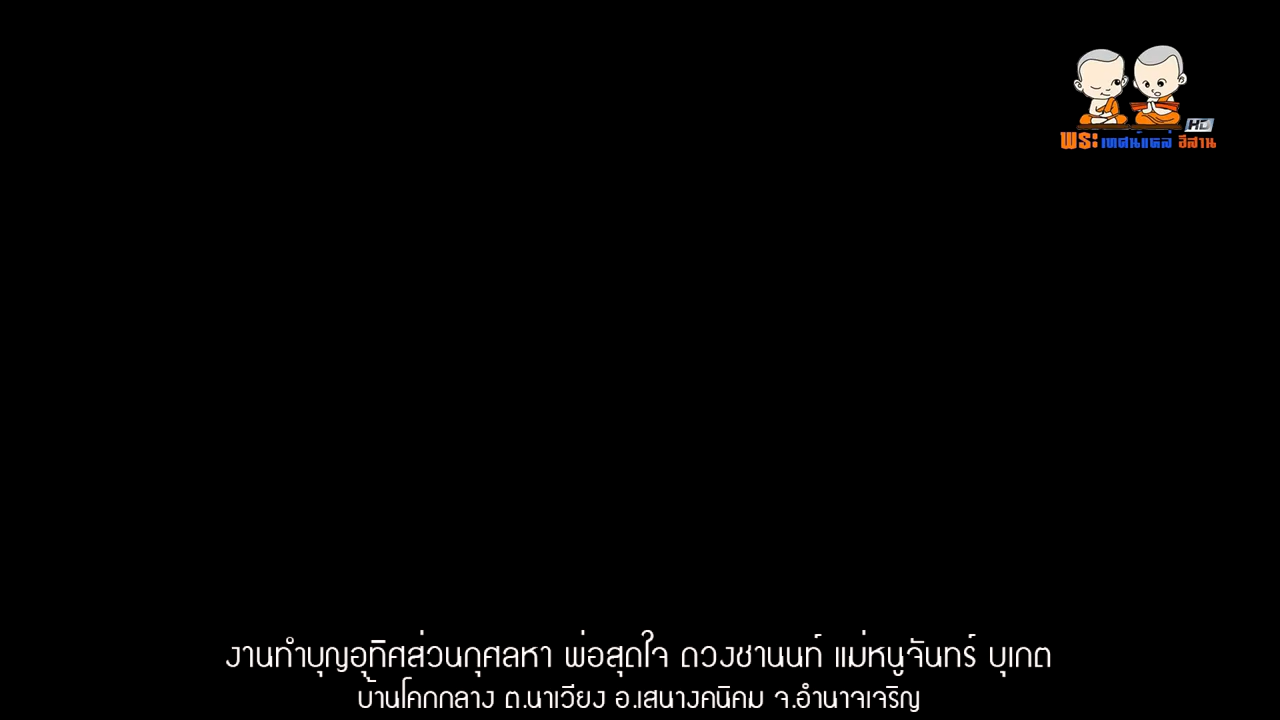 HD
พระเทศน์แหล่ อีสาน
งานทำบุญอุทิศส่วนกุศลหา พ่อสุดใจ ดวงชานนท์ แม่หนูจันทร์ บุเกต
บ้านโคกกลาง ต.นาเวียง อ.เสนางคนิคม จ.อำนาจเจริญ